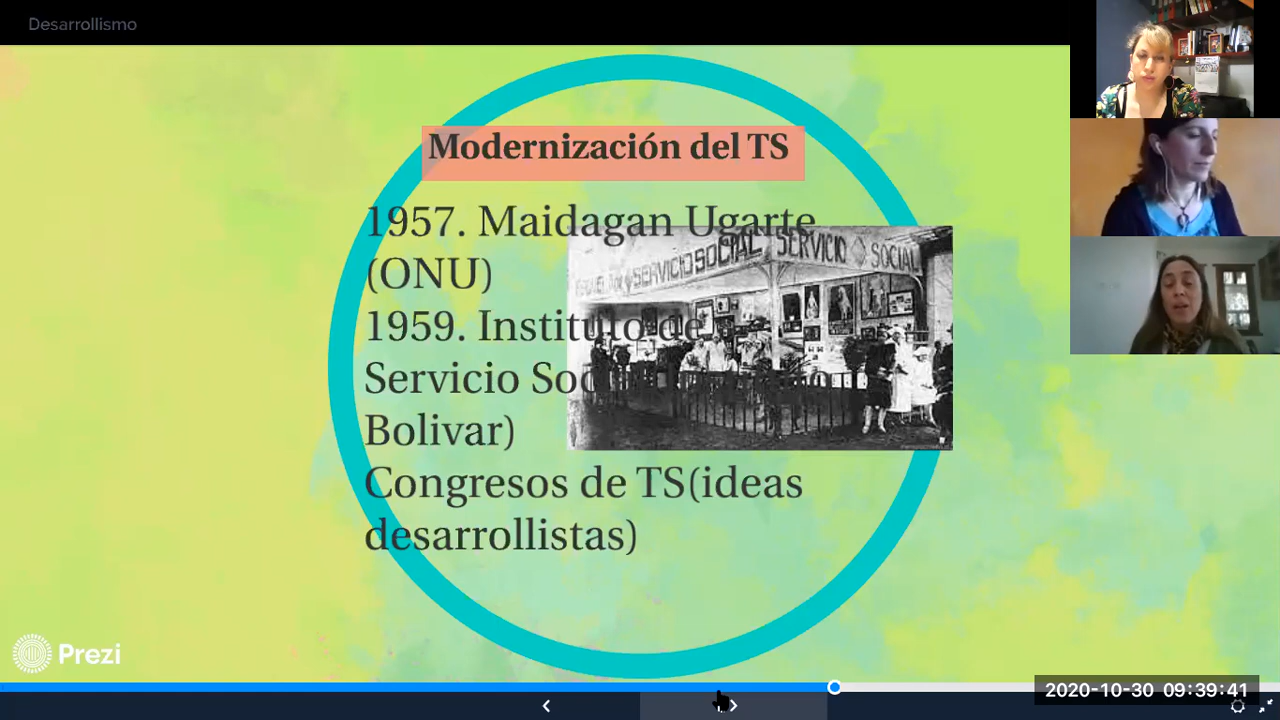 Desarrollismo
Modernización del TS
1957. Maidagan Ugarte
(ONU)
1959. Instituto de
Servicio Social
Bolivar)
Congresos de TS(ideas
desarrollistas)
SERVICIO SOCIAL SERVICIO SOCIAL
Prezi
2020-10-30 09:39:41